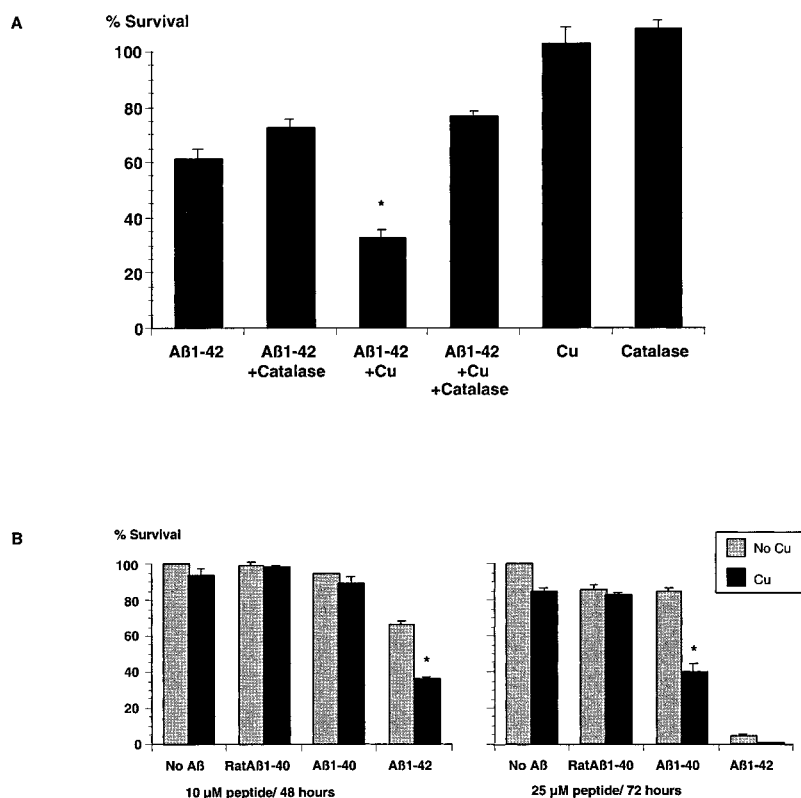 A
% Survival
100
80
60
40
20
0
*
Aß1-42
Aß1-42
+Catalase
Aß1-42
+Cu
Aß1-42
+Cu
+Catalase
Cu
Catalase
B
% Survival
100
80
60
40
20
0
*
No Aß
RatAß1-40
Aß1-40
Aß1-42
10 µM peptide/ 48 hours
*
No Aß
RatAß1-40
Aß1-40
Aß1-42
25 µM peptide/ 72 hours
No Cu
Cu